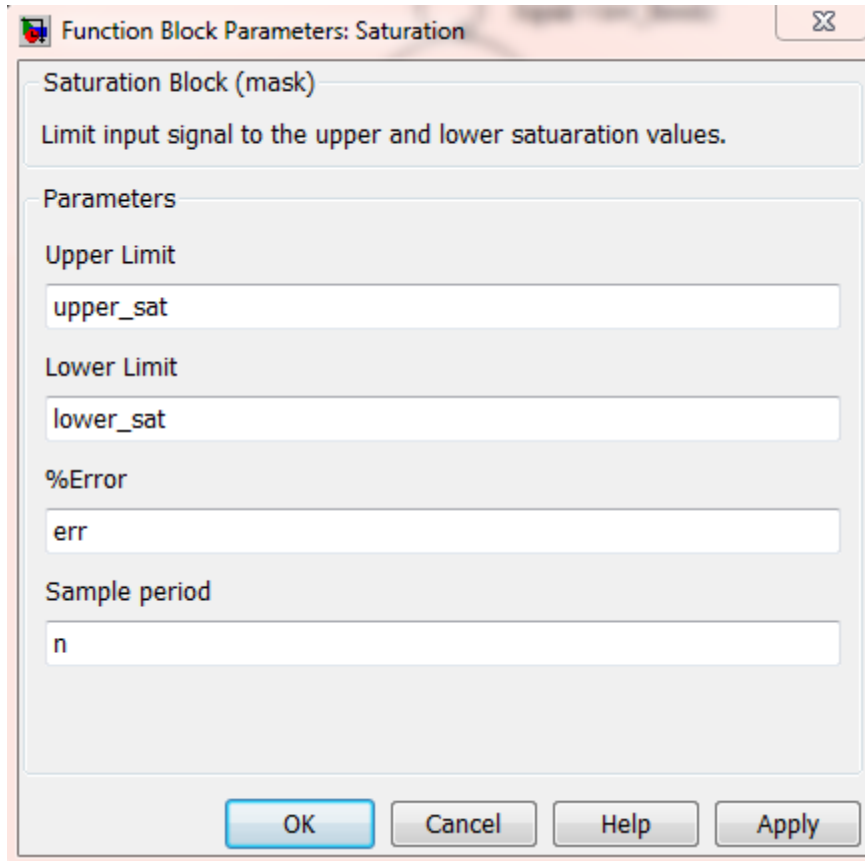 Function Block Parameters: Saturation
Saturation Block (mask)
Limit input signal to the upper and lower satuaration values.
Parameters
Upper Limit
upper_sat
Lower Limit
lower_sat
%Error
err
Sample period
n
OK Cancel Help Apply